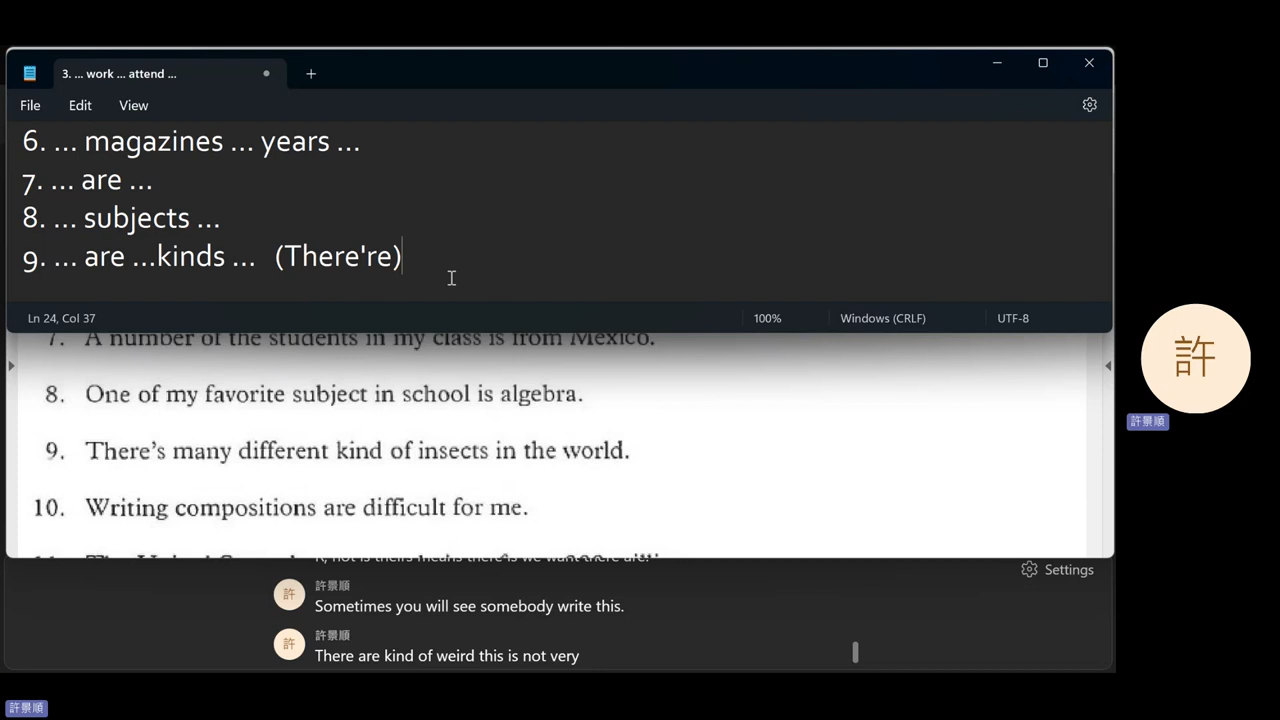 3. ... work ... attend ...
File Edit View
6. ... magazines ... years ...
7. ... are ...
8. ... subjects ...
9. ... are ...kinds ... (There're)
Ln 24, Col 37 100% Windows (CRLF) UTF-8
7. A number of the students in my class is from Mexico.
8. One of my favorite subject in school is algebra.
9. There's many different kind of insects in the world.
10. Writing compositions are difficult for me.
Settings
許景順
許 Sometimes you will see somebody write this.
許景順
許 There are kind of weird this is not very
許
許景順
許景順